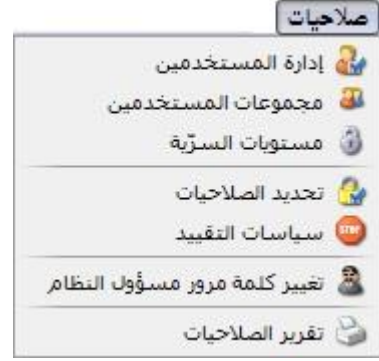 صلاحيات
إدارة المستخدمين
مجموعات المستخدمين
مستويات السرّية
تحديد الصلاحيات
سياسات التقييد
تغيير كلمة مرور مسؤول النظام
تقرير الصلاحيات